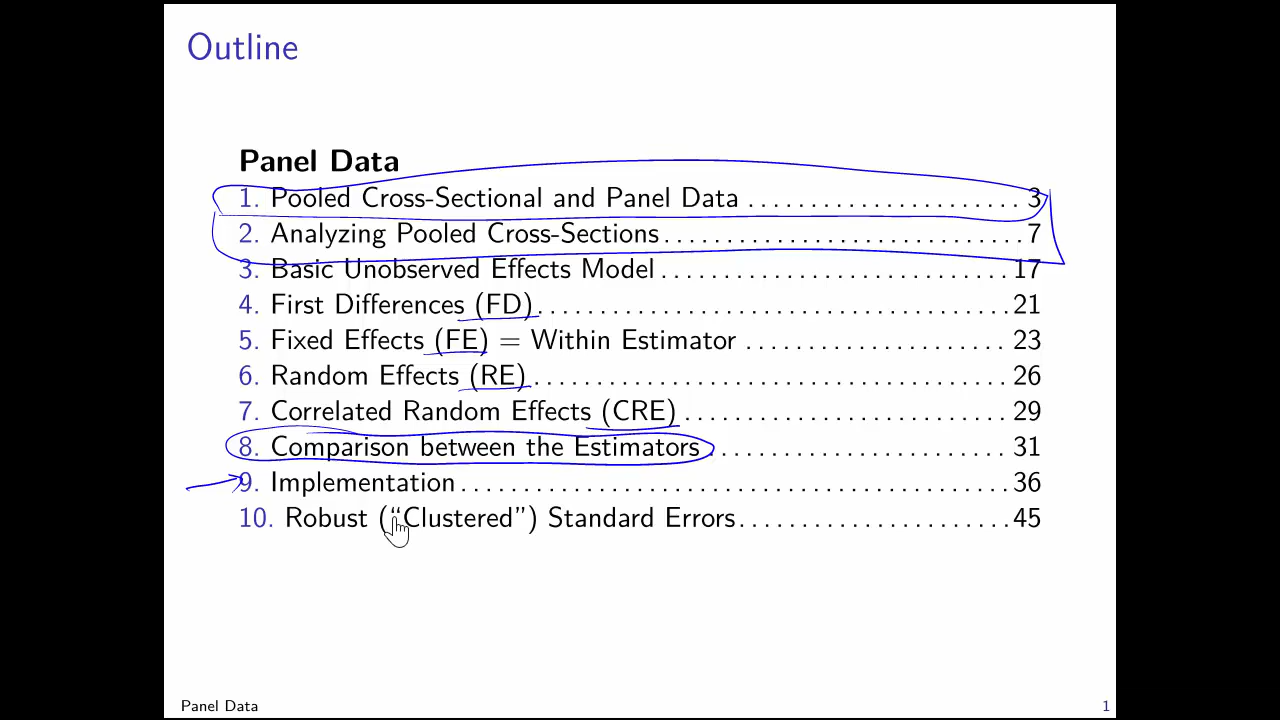 Outline
Panel Data
1. Pooled Cross-Sectional and Panel Data . . . . . . . . . . . . . . . . . . . . . . 3
2. Analyzing Pooled Cross-Sections . . . . . . . . . . . . . . . . . . . . . . . . . . . . . 7
3. Basic Unobserved Effects Model . . . . . . . . . . . . . . . . . . . . . . . . . . . . 17
4. First Differences (FD) . . . . . . . . . . . . . . . . . . . . . . . . . . . . . . . . . . . . . . 21
5. Fixed Effects (FE) = Within Estimator . . . . . . . . . . . . . . . . . . . . . 23
6. Random Effects (RE) . . . . . . . . . . . . . . . . . . . . . . . . . . . . . . . . . . . . . . 26
7. Correlated Random Effects (CRE) . . . . . . . . . . . . . . . . . . . . . . . . . . 29
8. Comparison between the Estimators . . . . . . . . . . . . . . . . . . . . . . . . 31
9. Implementation . . . . . . . . . . . . . . . . . . . . . . . . . . . . . . . . . . . . . . . . . . . . 36
10. Robust (“Clustered”) Standard Errors . . . . . . . . . . . . . . . . . . . . . . 45
Panel Data 1